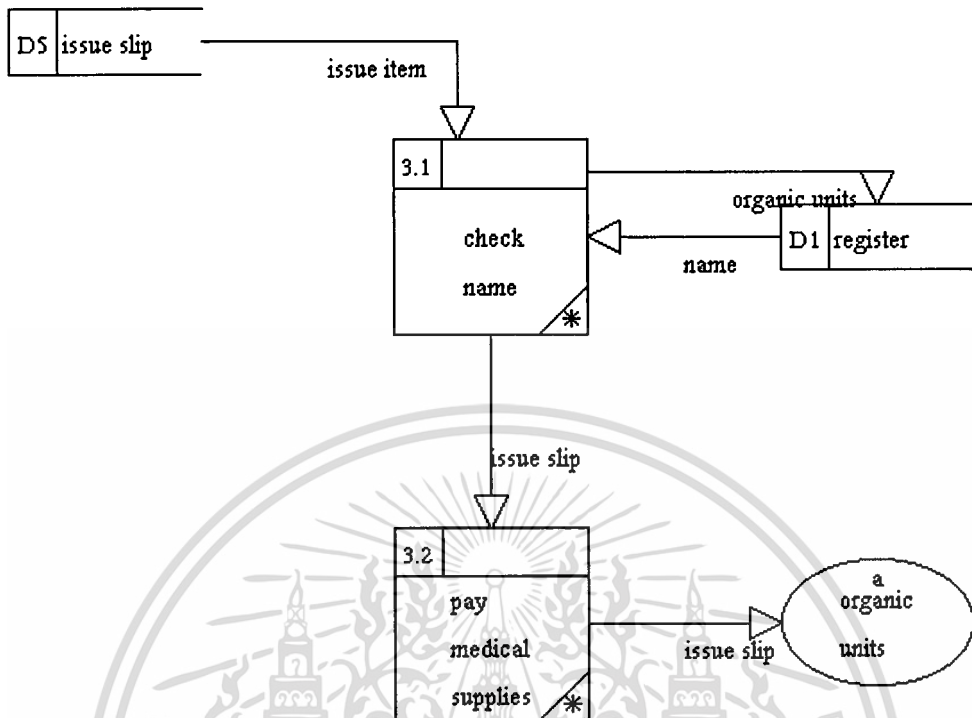 D5 issue slip
issue item
3.1
organic units
check
name
D1 register
name
*
issue slip
3.2
pay
medical
supplies
*
issue slip
a
organic
units